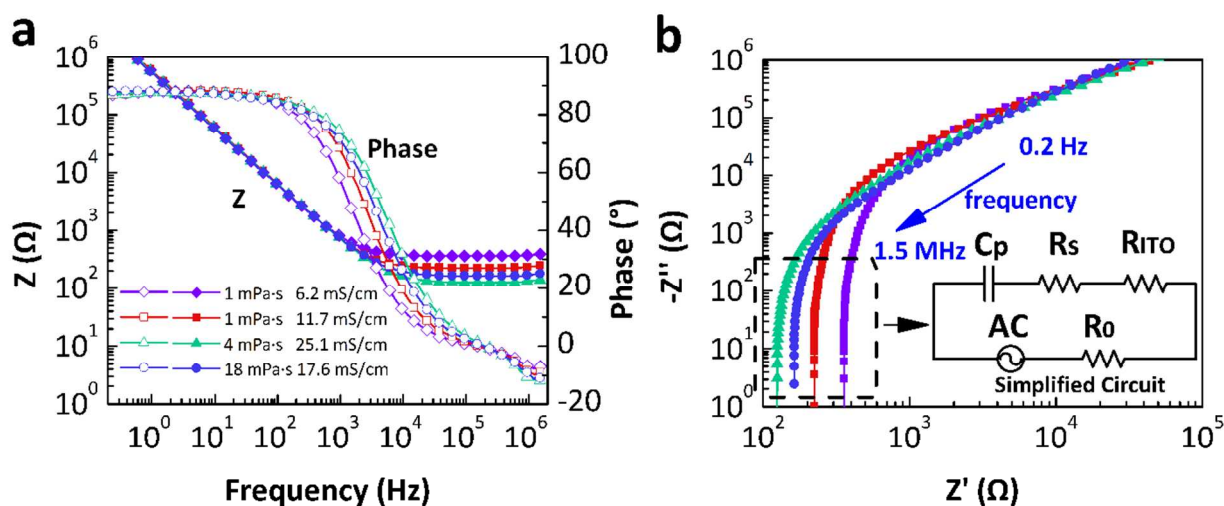 a
10⁶
10⁵
10⁴
10³
10²
10¹
10⁰
Z (Ω)
100
80
60
40
20
0
-20
Phase (°)
Phase
Z
1 mPa·s 6.2 mS/cm
1 mPa·s 11.7 mS/cm
4 mPa·s 25.1 mS/cm
18 mPa·s 17.6 mS/cm
10⁰ 10¹ 10² 10³ 10⁴ 10⁵ 10⁶
Frequency (Hz)
b
10⁶
10⁵
10⁴
10³
10²
10¹
10⁰
-Z'' (Ω)
0.2 Hz
frequency
1.5 MHz
Cp Rs RITO
AC R0
Simplified Circuit
10² 10³ 10⁴ 10⁵
Z' (Ω)